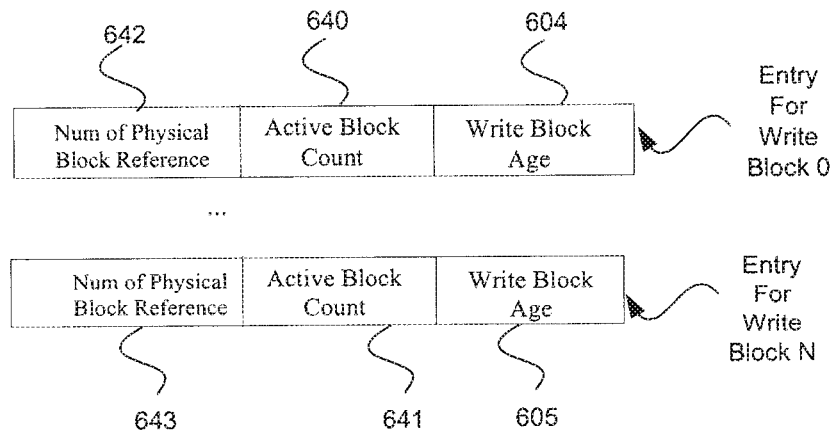 642
640
604
Num of Physical
Block Reference
Active Block
Count
Write Block
Age
Entry
For
Write
Block 0
...
Num of Physical
Block Reference
Active Block
Count
Write Block
Age
Entry
For
Write
Block N
643
641
605